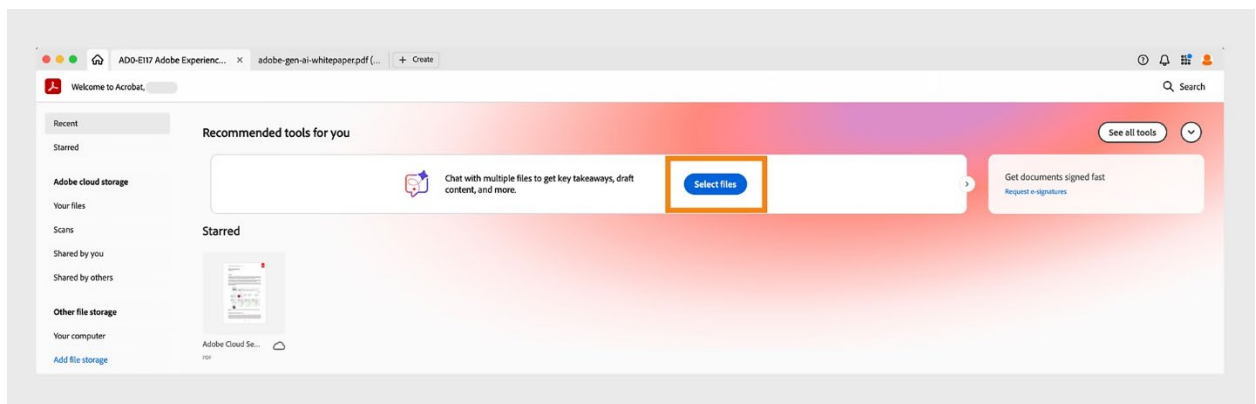 AD0-E117 Adobe Experienc... × adobe-gen-ai-whitepaper.pdf (... + Create
Welcome to Acrobat,
Search
Recent
Starred
Adobe cloud storage
Your files
Scans
Shared by you
Shared by others
Other file storage
Your computer
Add file storage
Recommended tools for you
See all tools
Chat with multiple files to get key takeaways, draft
content, and more.
Select files
Get documents signed fast
Request e-signatures
Starred
Adobe Cloud Se...
PDF